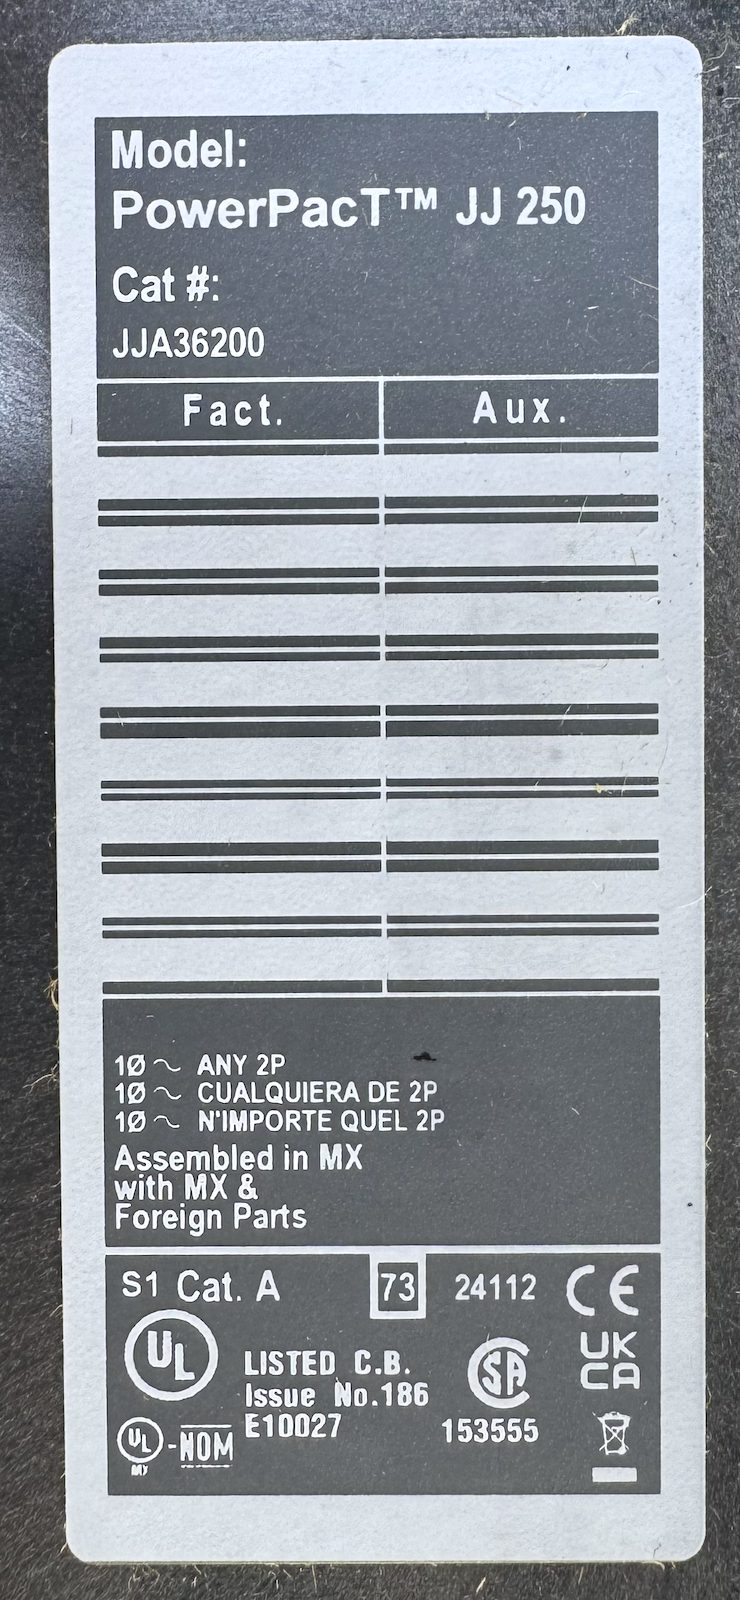 Model:
PowerPacT™ JJ 250
Cat #:
JJA36200
Fact. Aux.
1Ø ~ ANY 2P
1Ø ~ CUALQUIERA DE 2P
1Ø ~ N'IMPORTE QUEL 2P
Assembled in MX
with MX &
Foreign Parts
S1 Cat. A 73 24112 CE
UL LISTED C.B. SA UK
CA
Issue No.186
E10027 153555
UL -NOM
MX